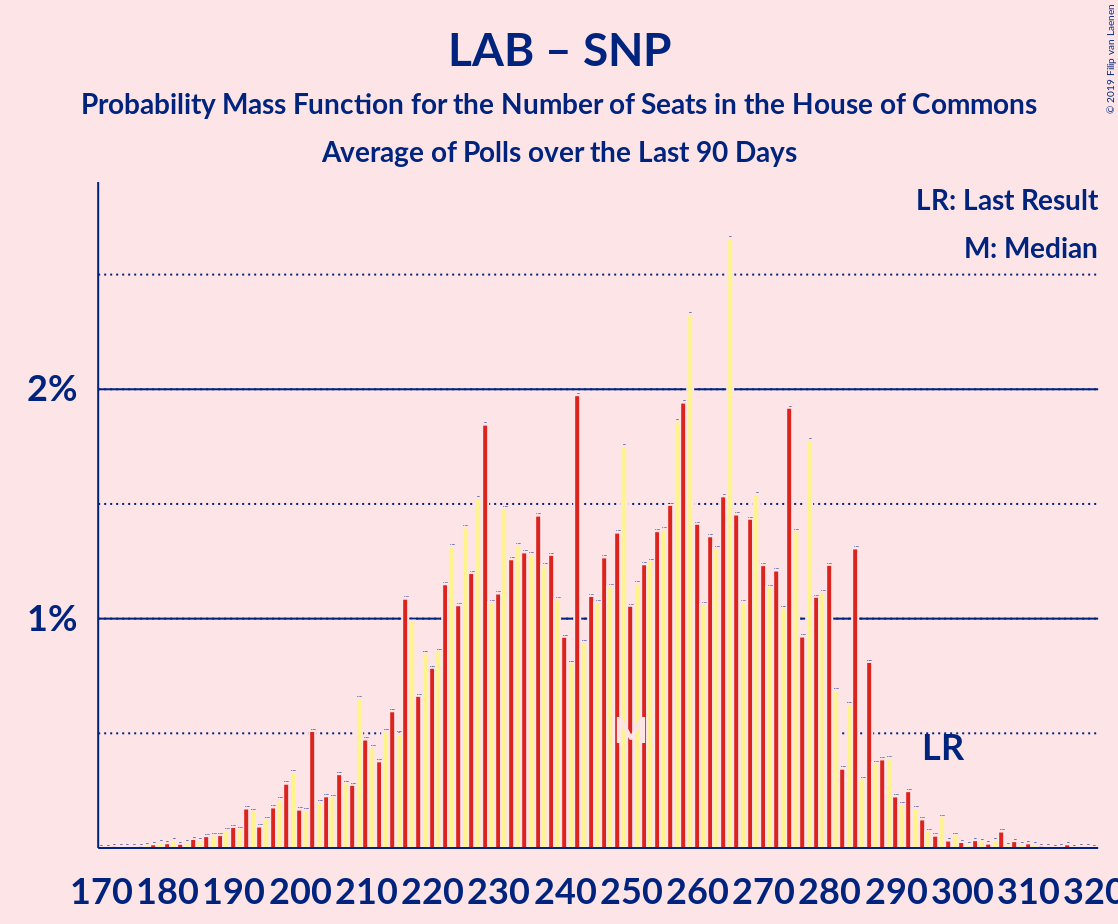 LAB – SNP
Probability Mass Function for the Number of Seats in the House of Commons
Average of Polls over the Last 90 Days
© 2019 Filip van Laenen
LR: Last Result
M: Median
2%
1%
M
LR
170 180 190 200 210 220 230 240 250 260 270 280 290 300 310 320